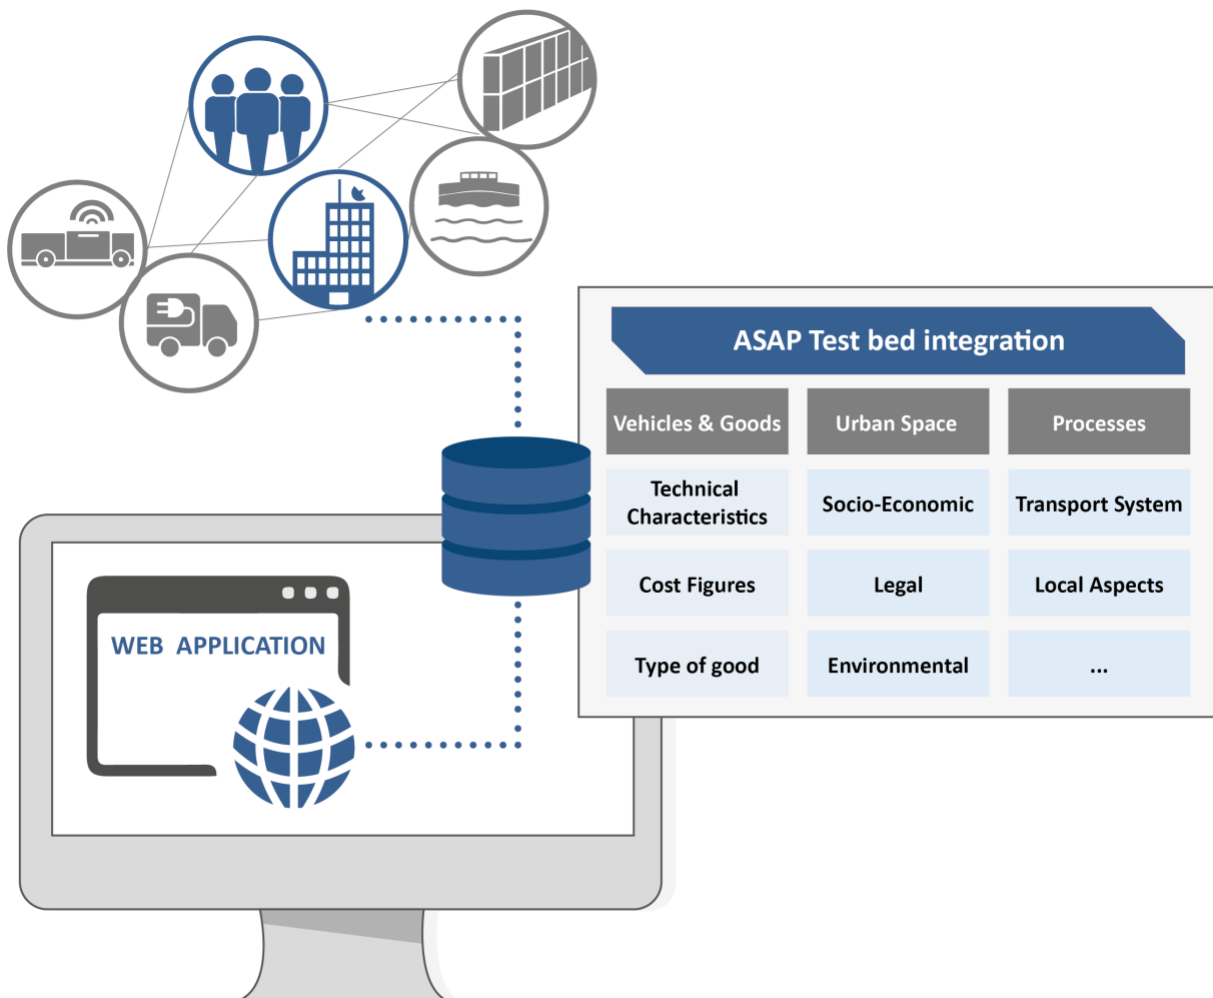 ASAP Test bed integration
Vehicles & Goods
Urban Space
Processes
Technical
Characteristics
Socio-Economic
Transport System
Cost Figures
Legal
Local Aspects
Type of good
Environmental
...
WEB APPLICATION